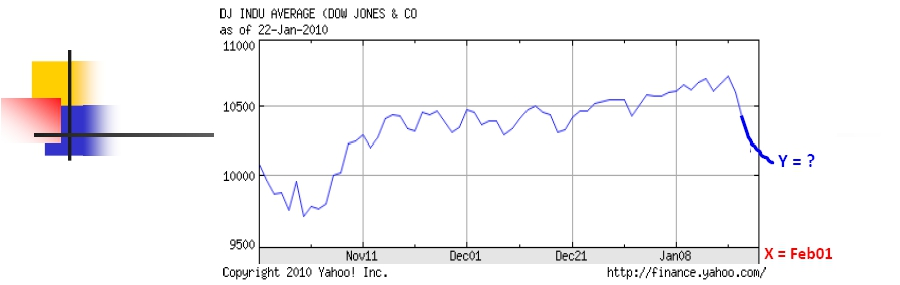 DJ INDU AVERAGE (DOW JONES & CO
as of 22-Jan-2010
11000
10500
10000
9500
Y = ?
Nov11 Dec01 Dec21 Jan08
X = Feb01
Copyright 2010 Yahoo! Inc. http://finance.yahoo.com/